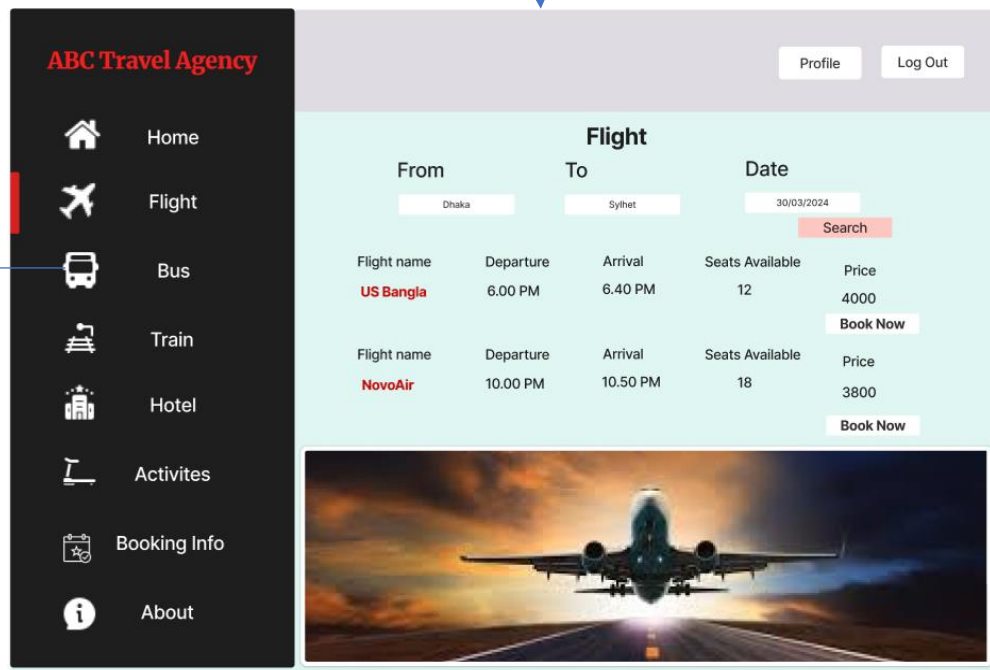 ABC Travel Agency
Home
Flight
Bus
Train
Hotel
Activites
Booking Info
About
Profile Log Out
Flight
From To Date
Dhaka Sylhet 30/03/2024
Search
Flight name Departure Arrival Seats Available Price
US Bangla 6.00 PM 6.40 PM 12 4000
Book Now
Flight name Departure Arrival Seats Available Price
NovoAir 10.00 PM 10.50 PM 18 3800
Book Now